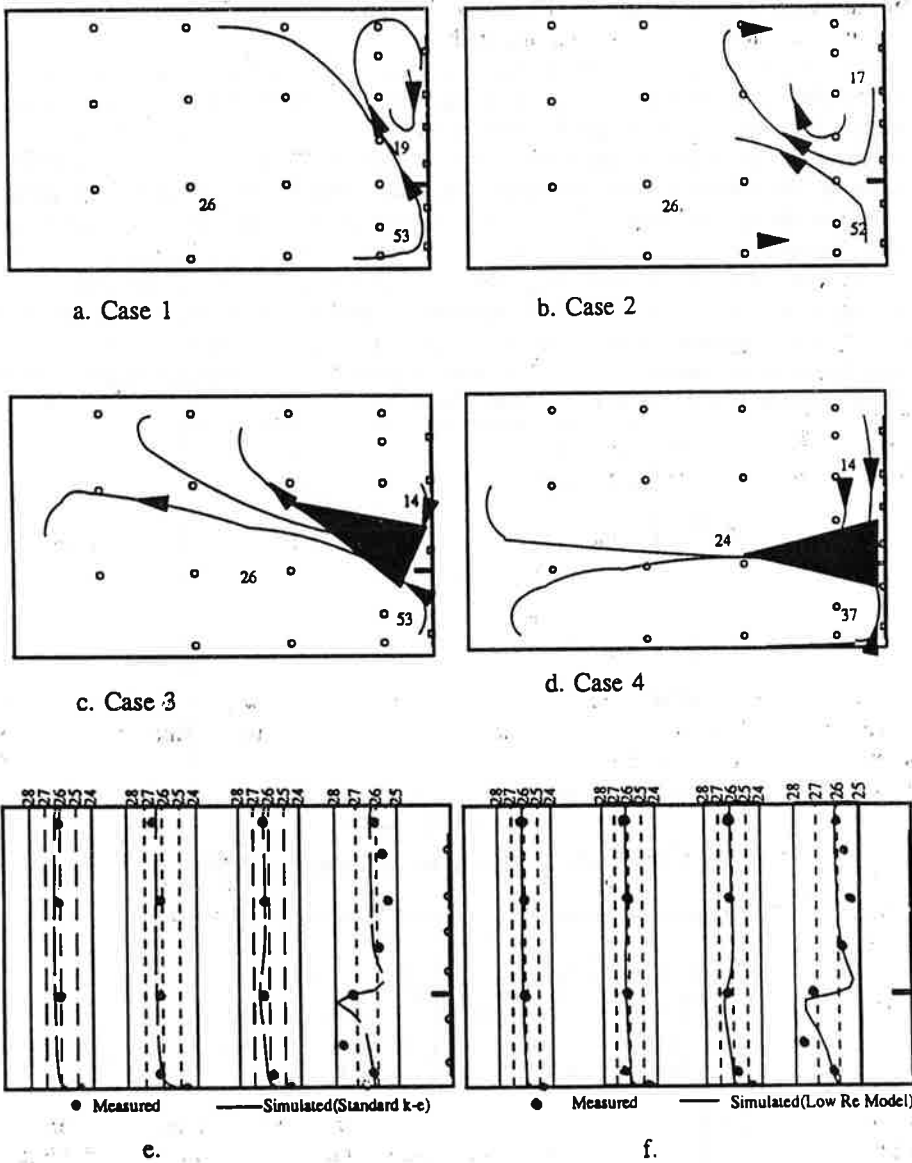 19
26
53
a. Case 1
17
26
52
b. Case 2
14
26
53
c. Case 3
14
24
37
d. Case 4
28 27 26 25 24
28 27 26 25 24
28 27 26 25 24
28 27 26 25
28 27 26 25 24
28 27 26 25 24
28 27 26 25 24
28 27 26 25
Measured
Simulated(Standard k-e)
Measured
Simulated(Low Re Model)
e.
f.